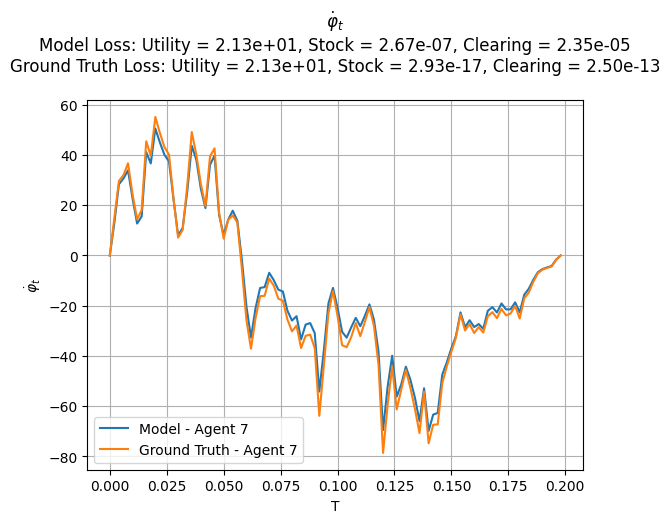 φ̇ₜ
Model Loss: Utility = 2.13e+01, Stock = 2.67e-07, Clearing = 2.35e-05
Ground Truth Loss: Utility = 2.13e+01, Stock = 2.93e-17, Clearing = 2.50e-13
60
40
20
0
−20
−40
−60
−80
φ̇ₜ
Model - Agent 7
Ground Truth - Agent 7
0.000 0.025 0.050 0.075 0.100 0.125 0.150 0.175 0.200
T